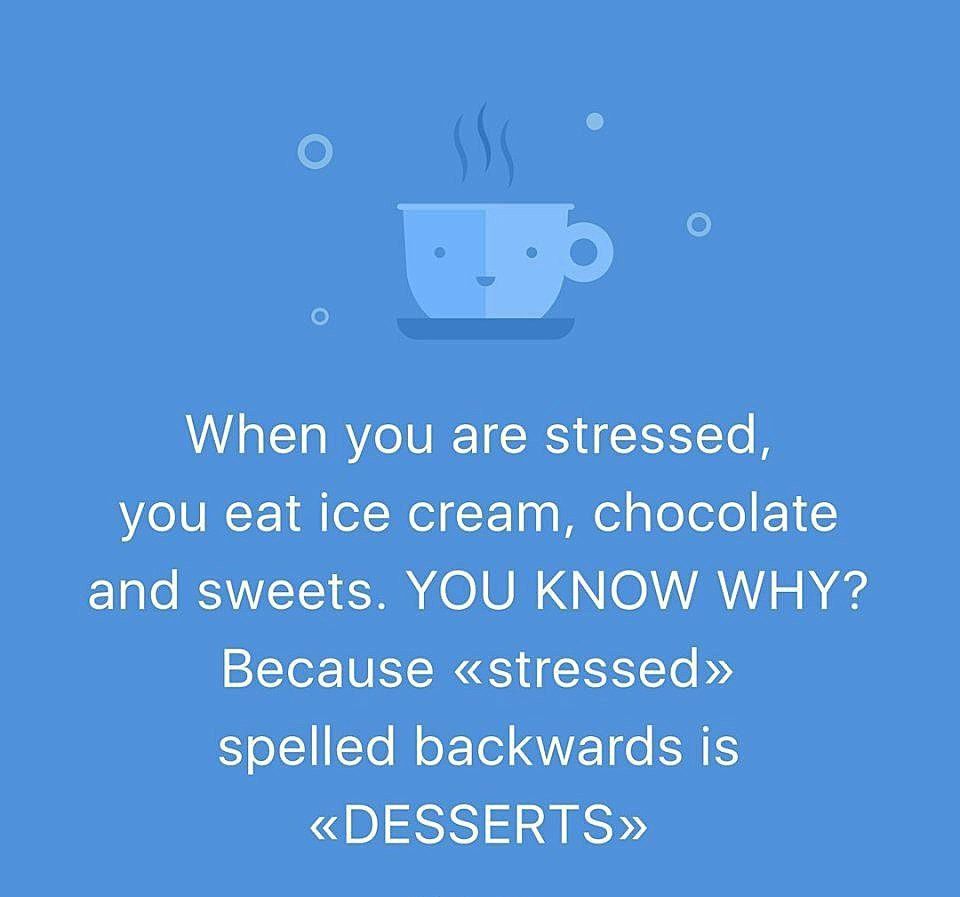 When you are stressed,
you eat ice cream, chocolate
and sweets. YOU KNOW WHY?
Because «stressed»
spelled backwards is
«DESSERTS»